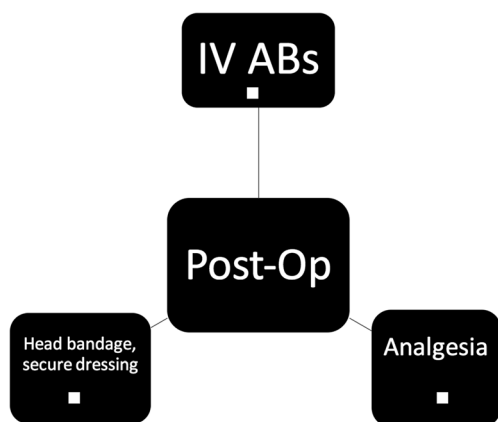 IV ABs
Post-Op
Head bandage,
secure dressing
Analgesia